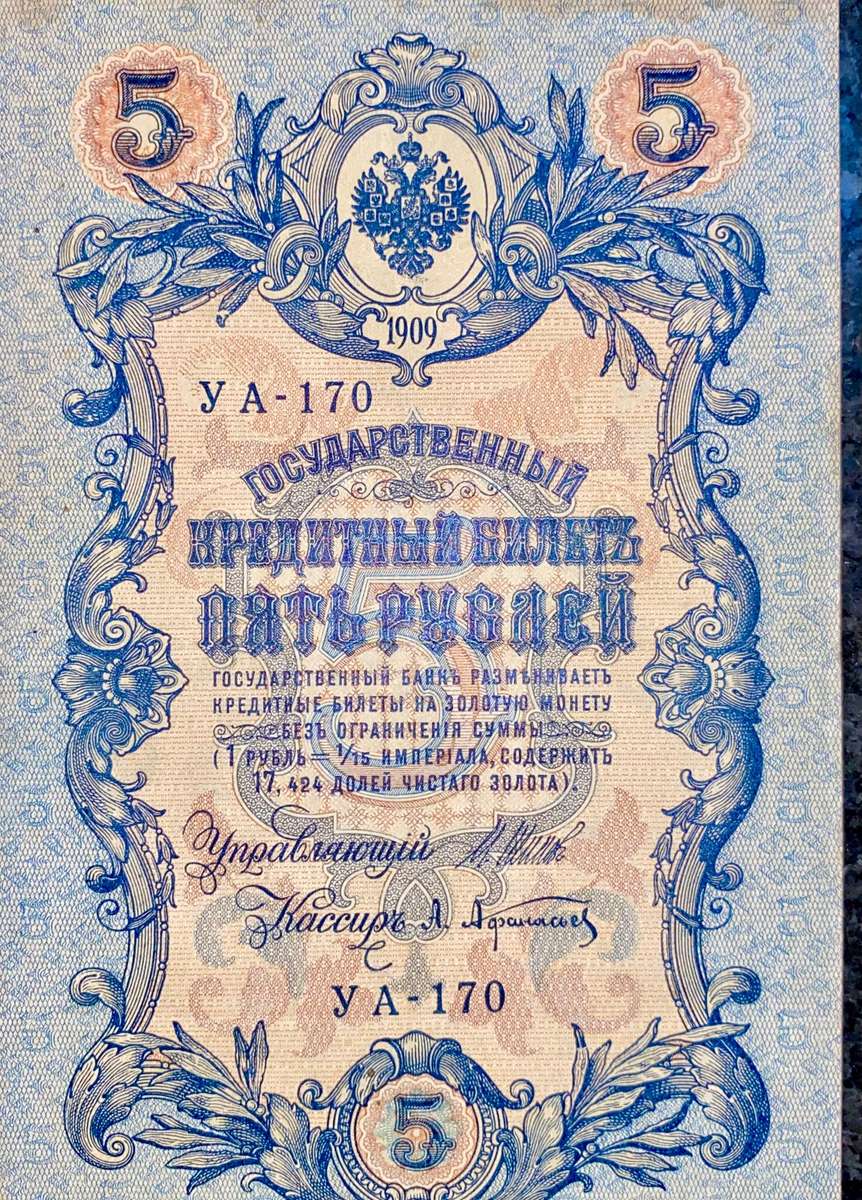 5 5
1909
УА-170
ГОСУДАРСТВЕННЫЙ
КРЕДИТНЫЙ БИЛЕТЪ
ПЯТЬ РУБЛЕЙ
ГОСУДАРСТВЕННЫЙ БАНКЪ РАЗМѢНИВАЕТЪ
КРЕДИТНЫЕ БИЛЕТЫ НА ЗОЛОТУЮ МОНЕТУ
БЕЗЪ ОГРАНИЧЕНІЯ СУММЫ
(1 РУБЛЬ = 1/15 ИМПЕРІАЛА, СОДЕРЖИТЪ
17,424 ДОЛЕЙ ЧИСТАГО ЗОЛОТА).
Управляющій
Кассиръ А. Афанасьев
УА-170
5